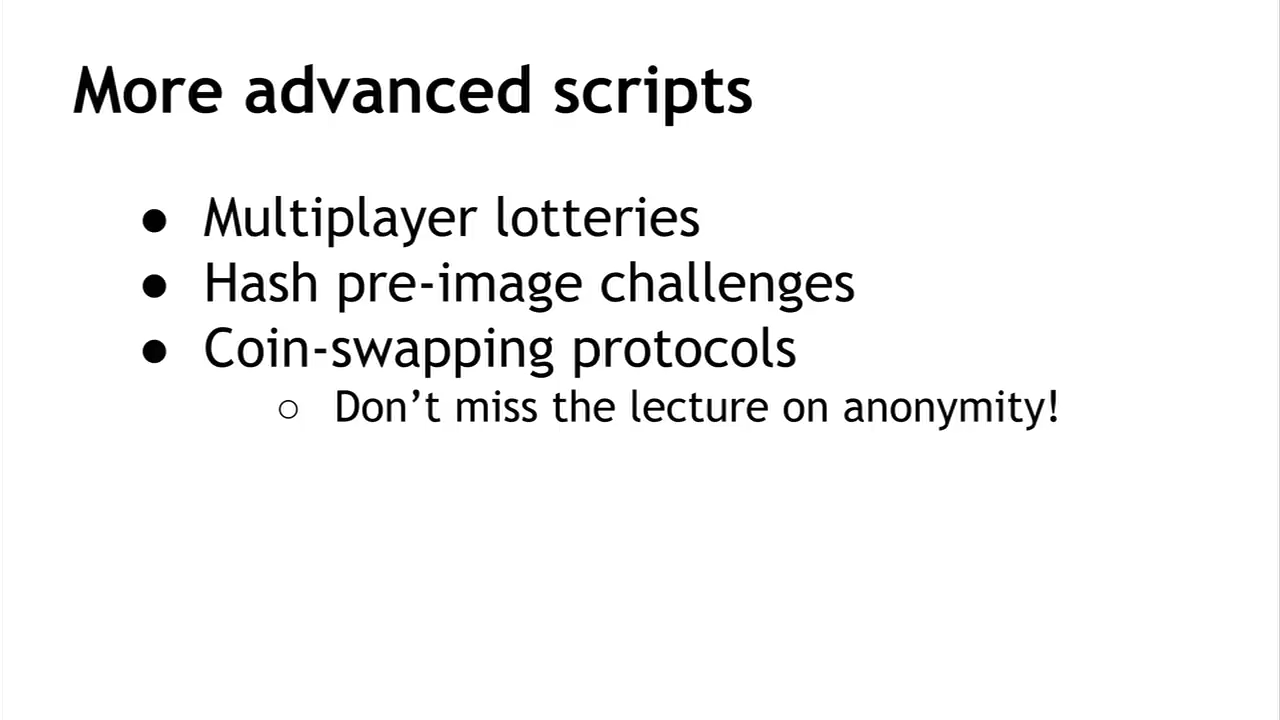 More advanced scripts
● Multiplayer lotteries
● Hash pre-image challenges
● Coin-swapping protocols
○ Don’t miss the lecture on anonymity!